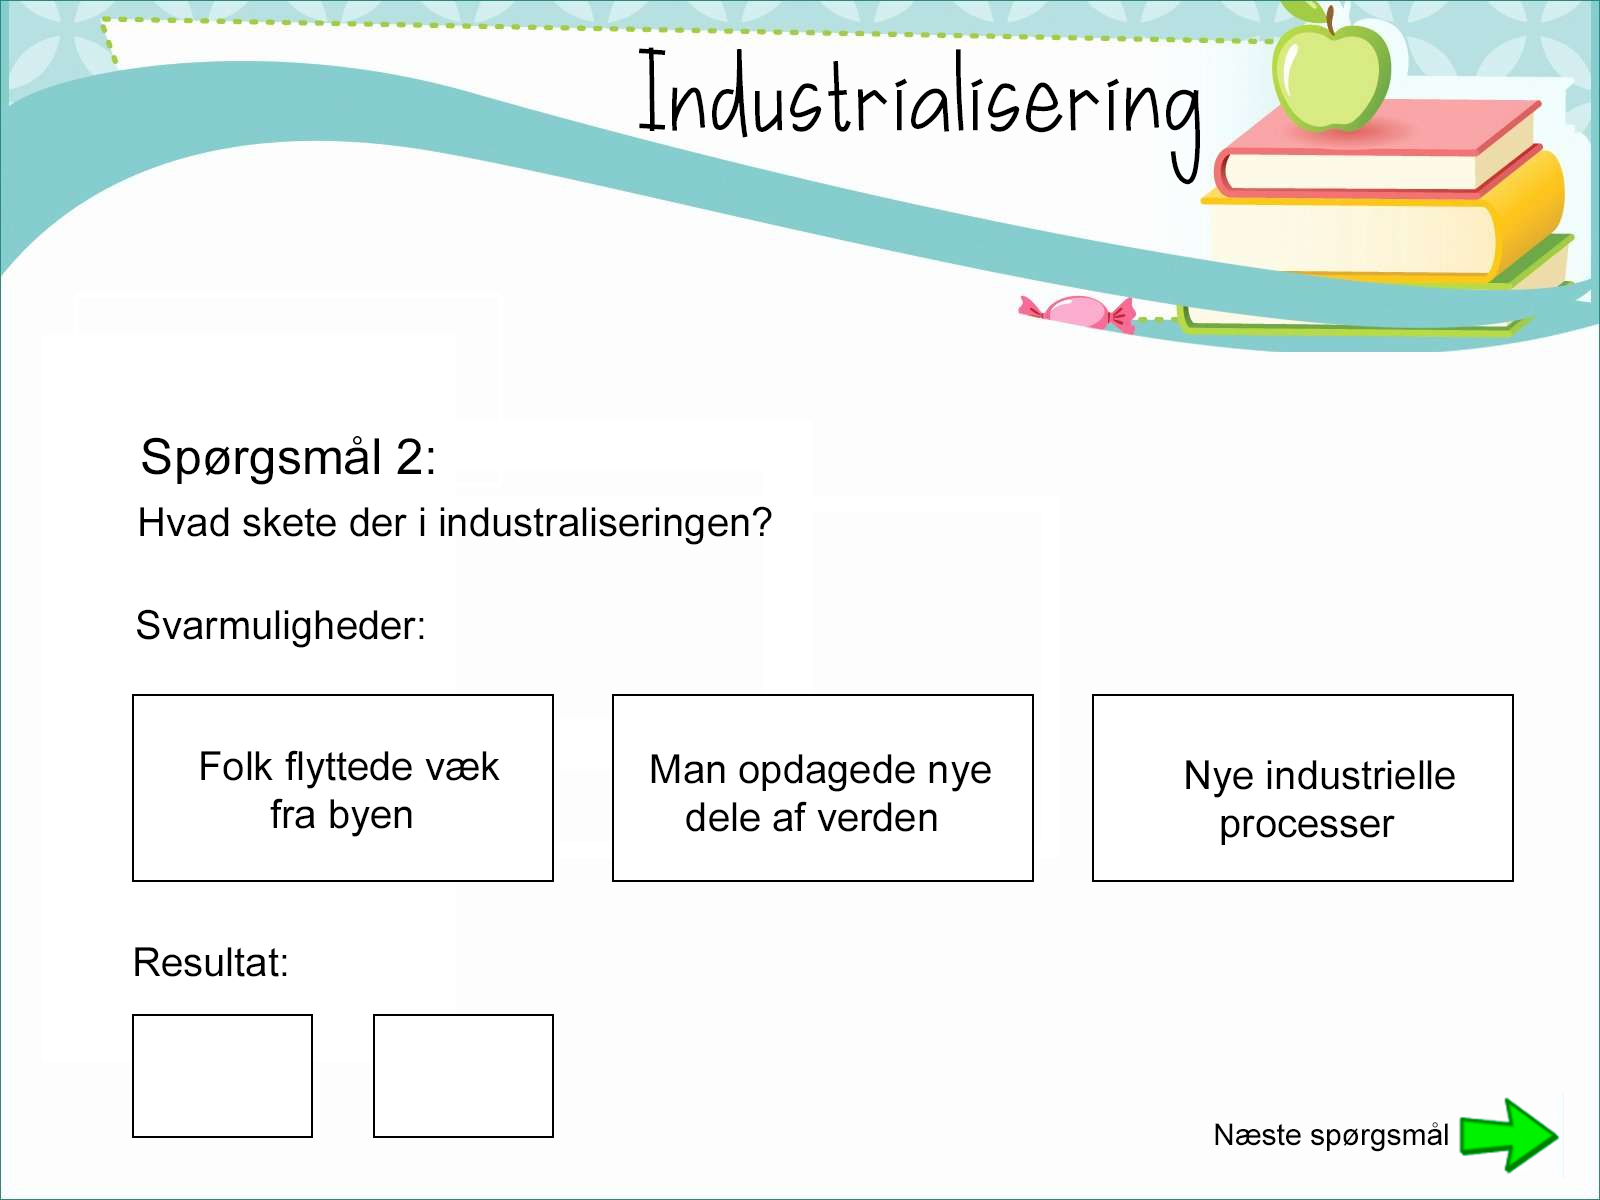 Industrialisering
Spørgsmål 2:
Hvad skete der i industraliseringen?
Svarmuligheder:
Folk flyttede væk
fra byen
Man opdagede nye
dele af verden
Nye industrielle
processer
Resultat:
Næste spørgsmål